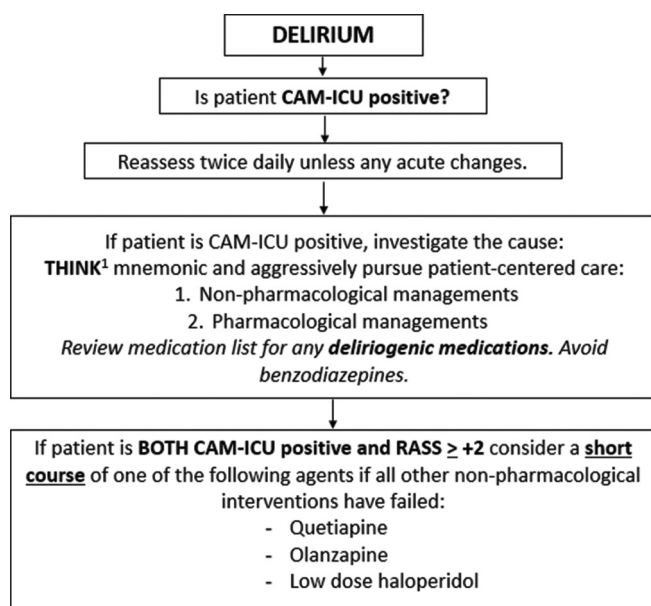 DELIRIUM
Is patient CAM-ICU positive?
Reassess twice daily unless any acute changes.
If patient is CAM-ICU positive, investigate the cause:
THINK¹ mnemonic and aggressively pursue patient-centered care:
1. Non-pharmacological managements
2. Pharmacological managements
Review medication list for any deliriogenic medications. Avoid
benzodiazepines.
If patient is BOTH CAM-ICU positive and RASS ≥ +2 consider a short
course of one of the following agents if all other non-pharmacological
interventions have failed:
- Quetiapine
- Olanzapine
- Low dose haloperidol